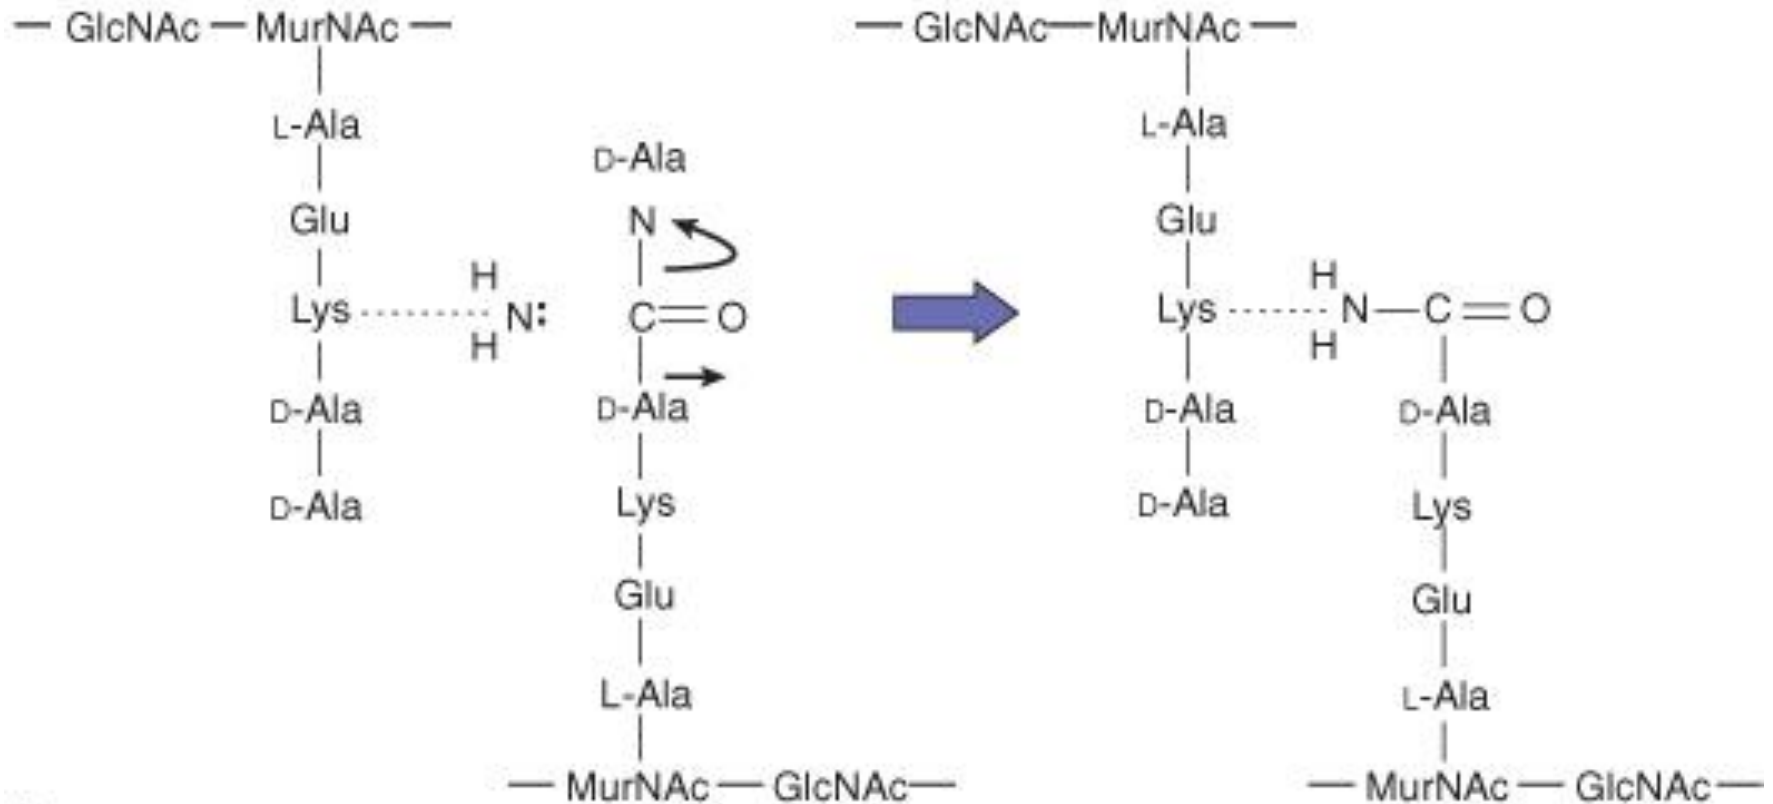 — GlcNAc — MurNAc —
L-Ala
Glu
Lys
D-Ala
D-Ala
H
N:
H
D-Ala
N
C=O
D-Ala
Lys
Glu
L-Ala
— MurNAc — GlcNAc —
— GlcNAc—MurNAc —
L-Ala
Glu
Lys
D-Ala
D-Ala
H
N—C=O
H
D-Ala
Lys
Glu
L-Ala
— MurNAc — GlcNAc —